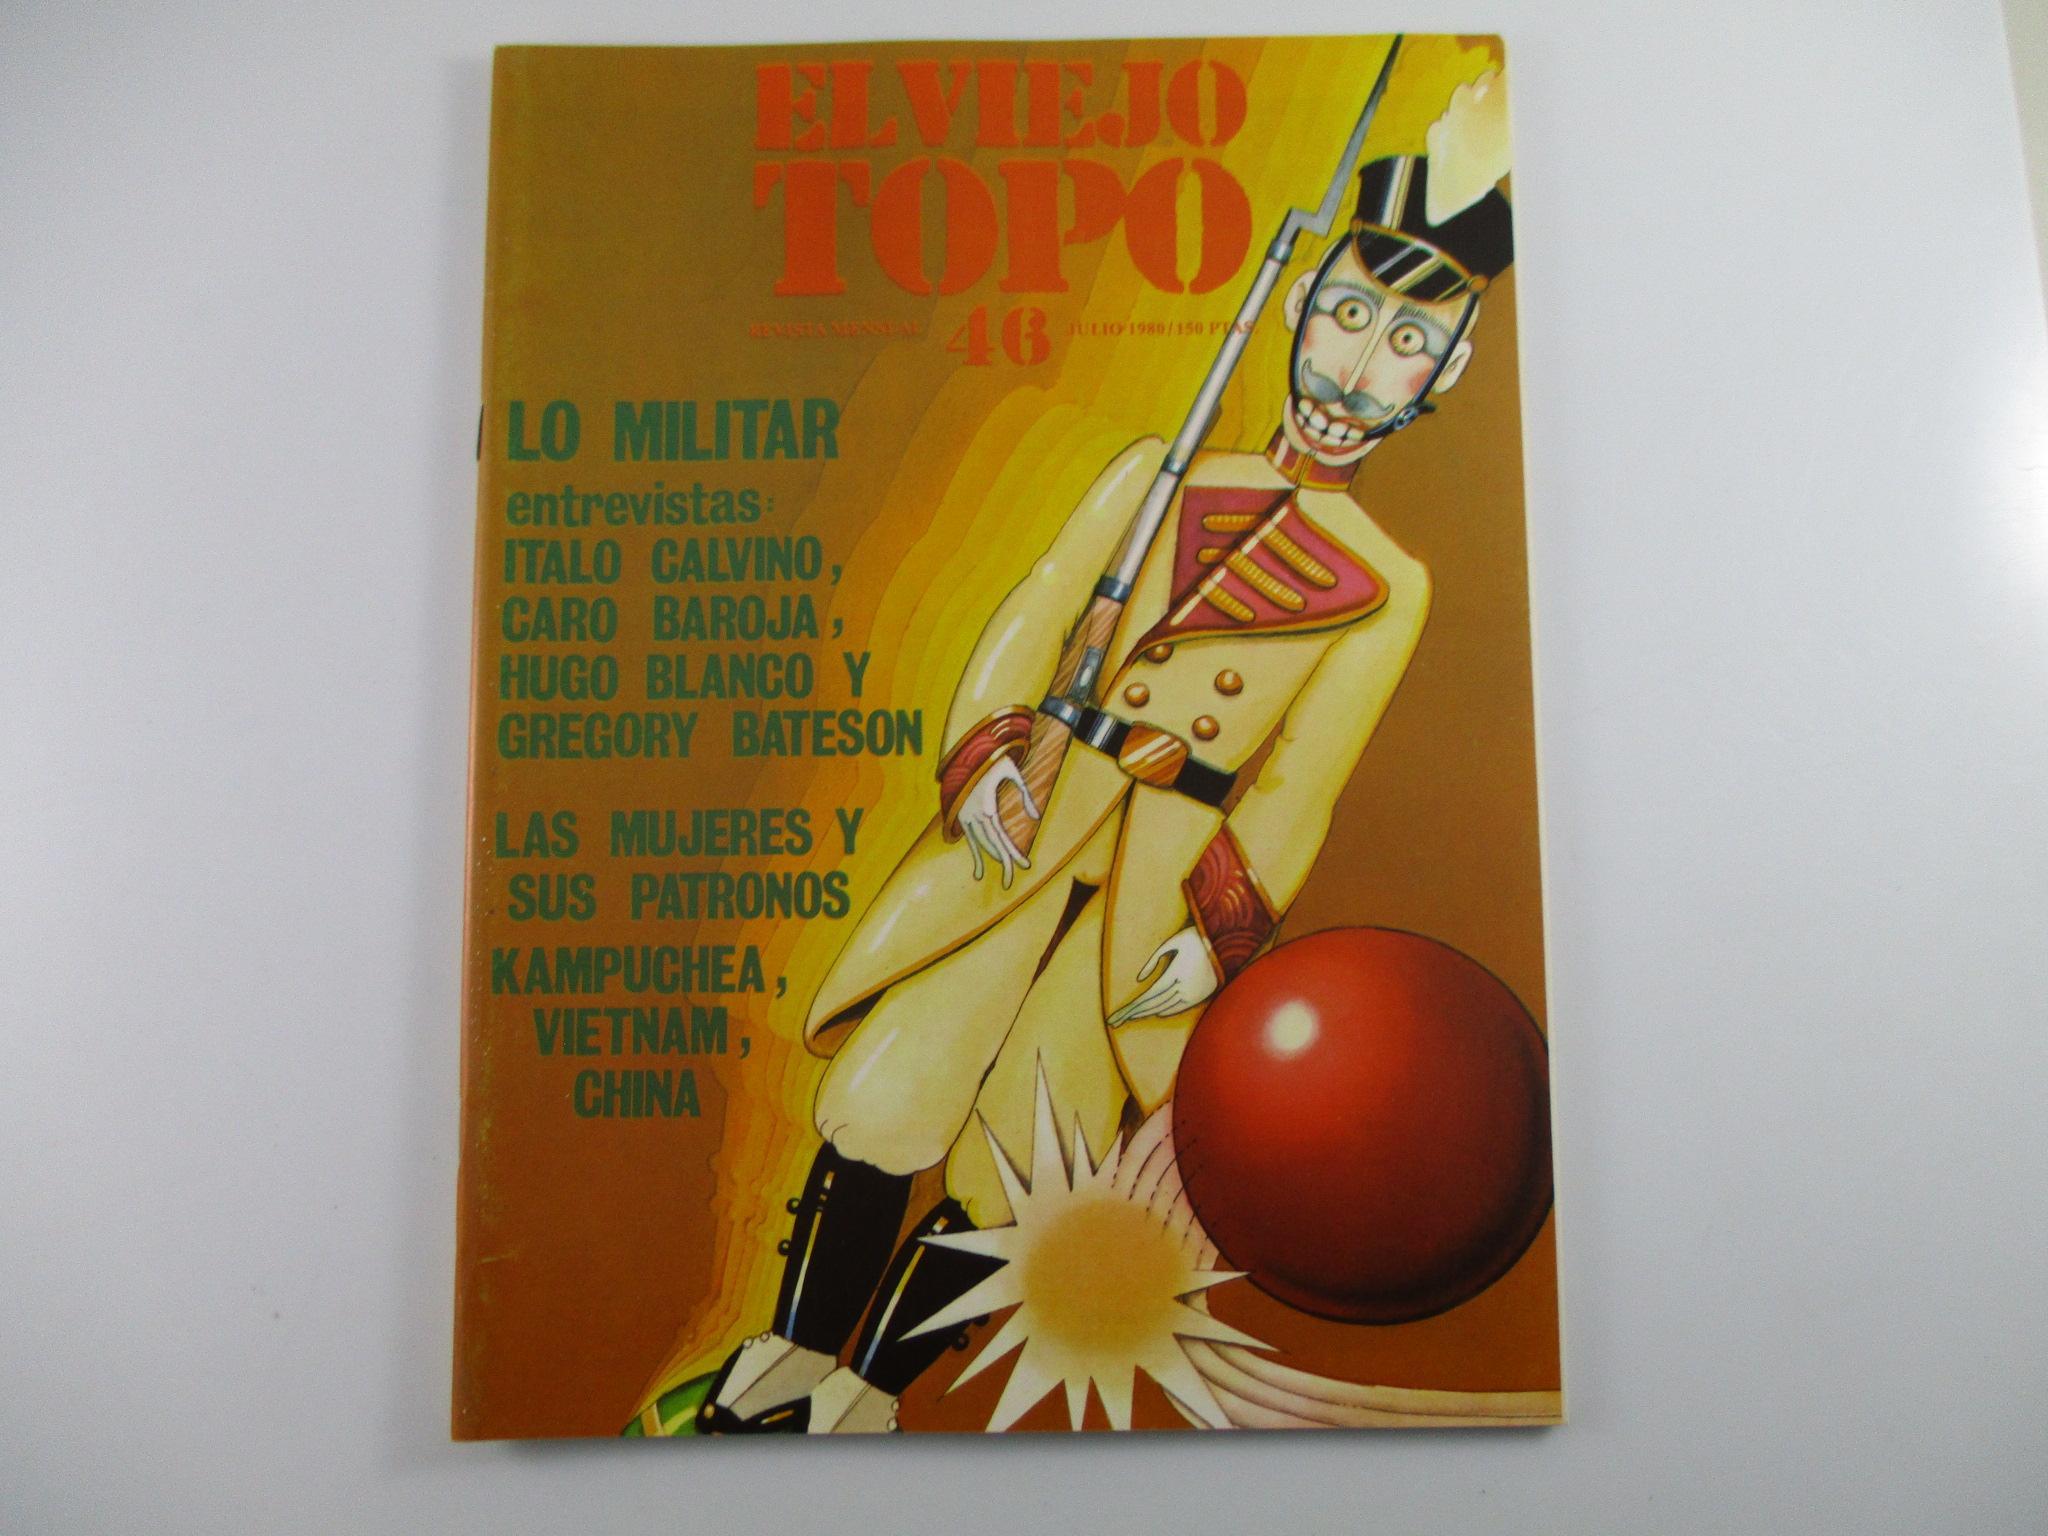 EL VIEJO
TOPO
REVISTA MENSUAL 46 JULIO 1980/150 PTAS.
LO MILITAR
entrevistas:
ITALO CALVINO,
CARO BAROJA,
HUGO BLANCO Y
GREGORY BATESON
LAS MUJERES Y
SUS PATRONOS
KAMPUCHEA,
VIETNAM,
CHINA